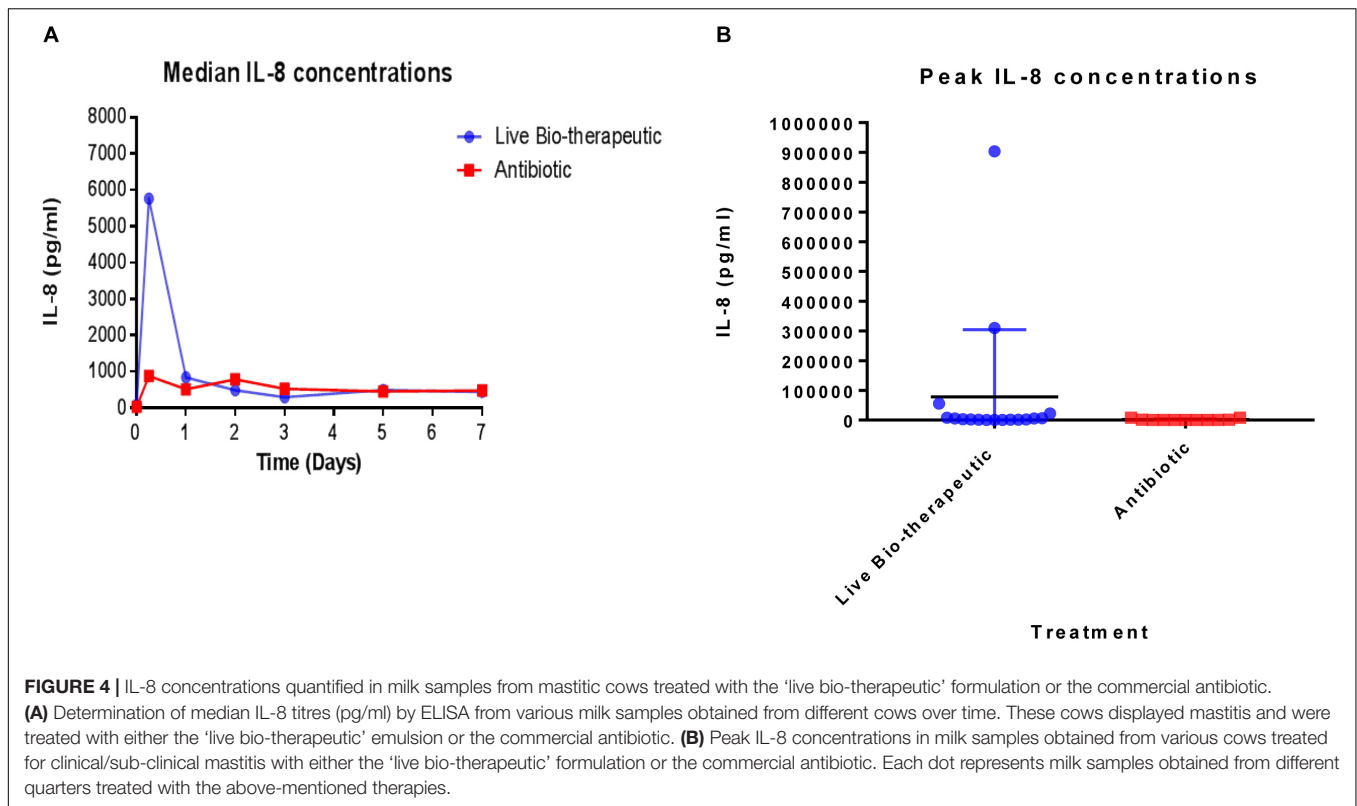 A
Median IL-8 concentrations
8000
7000
6000
5000
4000
3000
2000
1000
0
IL-8 (pg/ml)
0 1 2 3 4 5 6 7
Time (Days)
Live Bio-therapeutic
Antibiotic
B
Peak IL-8 concentrations
1000000
900000
800000
700000
600000
500000
400000
300000
200000
100000
0
IL-8 (pg/ml)
Live Bio-therapeutic
Antibiotic
Treatment
FIGURE 4 | IL-8 concentrations quantified in milk samples from mastitic cows treated with the ‘live bio-therapeutic’ formulation or the commercial antibiotic.
(A) Determination of median IL-8 titres (pg/ml) by ELISA from various milk samples obtained from different cows over time. These cows displayed mastitis and were
treated with either the ‘live bio-therapeutic’ emulsion or the commercial antibiotic. (B) Peak IL-8 concentrations in milk samples obtained from various cows treated
for clinical/sub-clinical mastitis with either the ‘live bio-therapeutic’ formulation or the commercial antibiotic. Each dot represents milk samples obtained from different
quarters treated with the above-mentioned therapies.